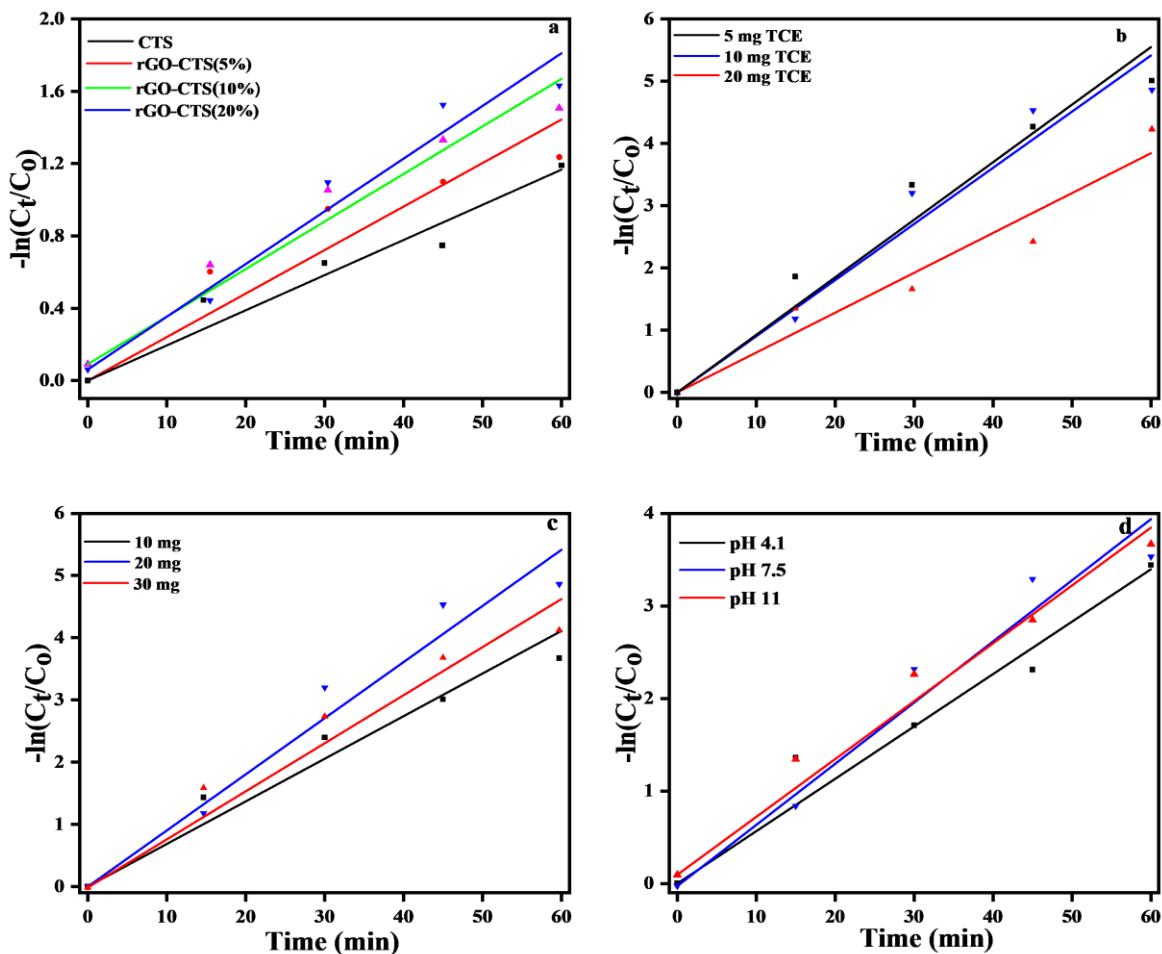 a
CTS
rGO-CTS(5%)
rGO-CTS(10%)
rGO-CTS(20%)
2.0
1.6
1.2
0.8
0.4
0.0
-ln(Ct/Co)
0 10 20 30 40 50 60
Time (min)
b
5 mg TCE
10 mg TCE
20 mg TCE
6
5
4
3
2
1
0
-ln(Ct/Co)
0 10 20 30 40 50 60
Time (min)
c
10 mg
20 mg
30 mg
6
5
4
3
2
1
0
-ln(Ct/Co)
0 10 20 30 40 50 60
Time (min)
d
pH 4.1
pH 7.5
pH 11
4
3
2
1
0
-ln(Ct/Co)
0 10 20 30 40 50 60
Time (min)